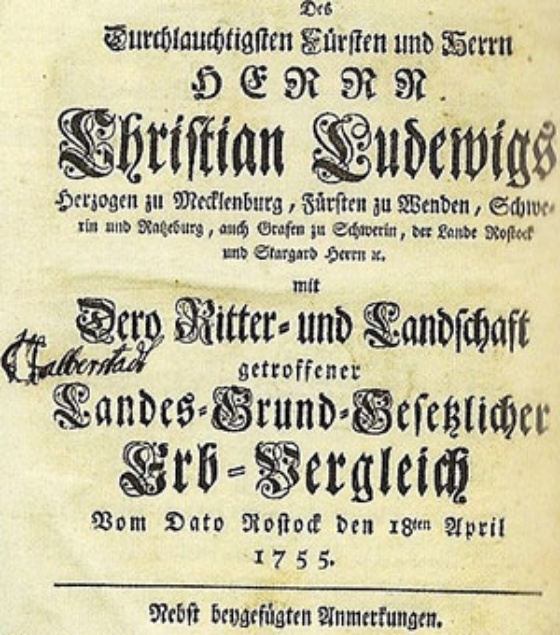 Des
Durchlauchtigsten Fürsten und Herrn
HERRN
Christian Ludewigs
Herzogen zu Mecklenburg, Fürsten zu Wenden, Schwe-
rin und Ratzeburg, auch Grafen zu Schwerin, der Lande Rostock
und Stargard Herrn ꝛc.
mit
Dero Ritter- und Landschaft
Halberstadt
getroffener
Landes-Grund-Gesetzlicher
Erb-Vergleich
Vom Dato Rostock den 18ten April
1755.
Nebst beygefügten Anmerkungen.